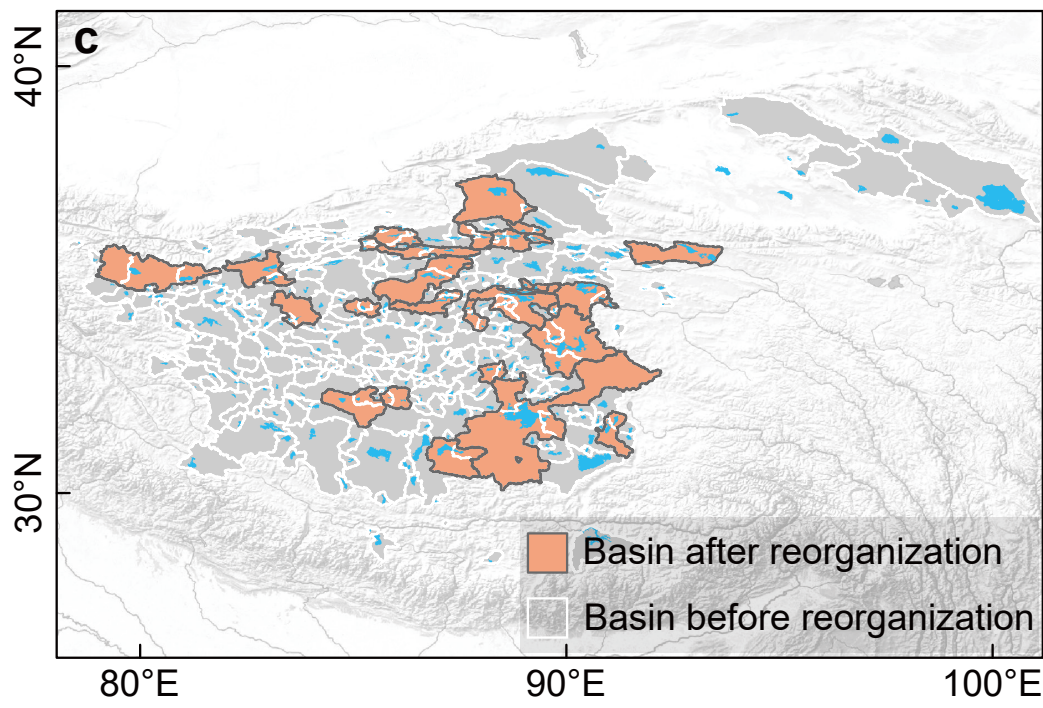 c
40°N
30°N
Basin after reorganization
Basin before reorganization
80°E
90°E
100°E